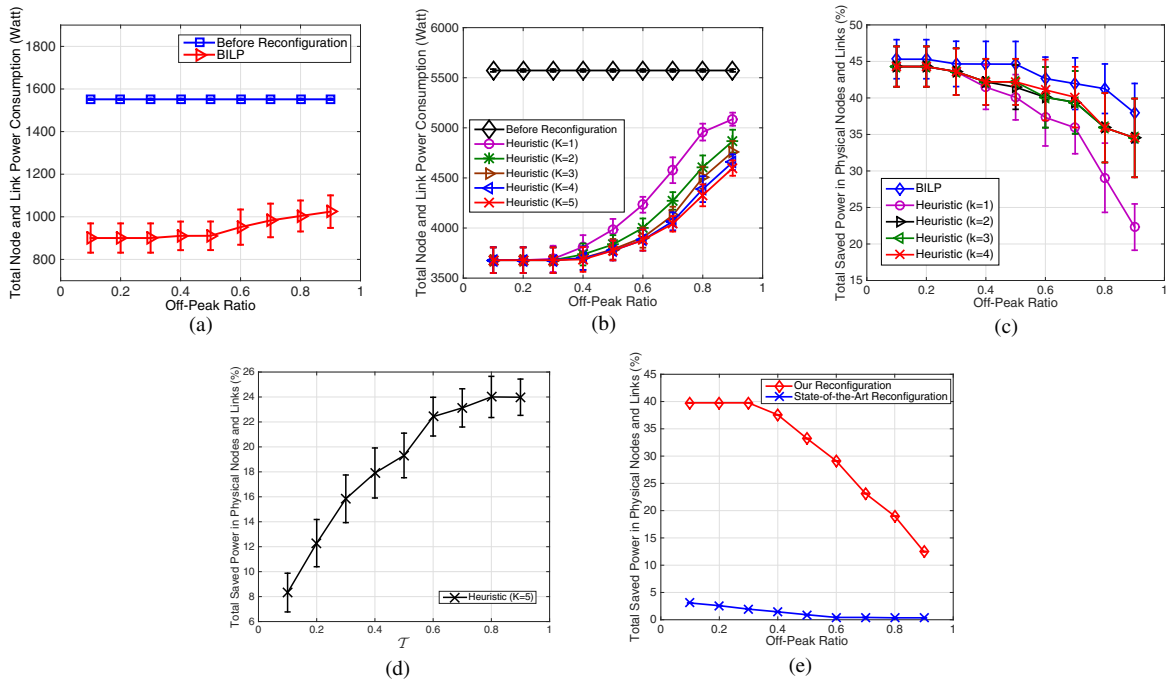 Total Node and Link Power Consumption (Watt)
1800
1600
1400
1200
1000
800
0
0.2
0.4
0.6
0.8
1
Off-Peak Ratio
Before Reconfiguration
BILP
(a)
Total Node and Link Power Consumption (Watt)
6000
5500
5000
4500
4000
3500
0
0.2
0.4
0.6
0.8
1
Off-Peak Ratio
Before Reconfiguration
Heuristic (K=1)
Heuristic (K=2)
Heuristic (K=3)
Heuristic (K=4)
Heuristic (K=5)
(b)
Total Saved Power in Physical Nodes and Links (%)
50
45
40
35
30
25
20
15
0
0.2
0.4
0.6
0.8
1
Off-Peak Ratio
BILP
Heuristic (k=1)
Heuristic (k=2)
Heuristic (k=3)
Heuristic (k=4)
(c)
Total Saved Power in Physical Nodes and Links (%)
26
24
22
20
18
16
14
12
10
8
6
0
0.2
0.4
0.6
0.8
1
𝒯
Heuristic (K=5)
(d)
Total Saved Power in Physical Nodes and Links (%)
45
40
35
30
25
20
15
10
5
0
0
0.2
0.4
0.6
0.8
1
Off-Peak Ratio
Our Reconfiguration
State-of-the-Art Reconfiguration
(e)